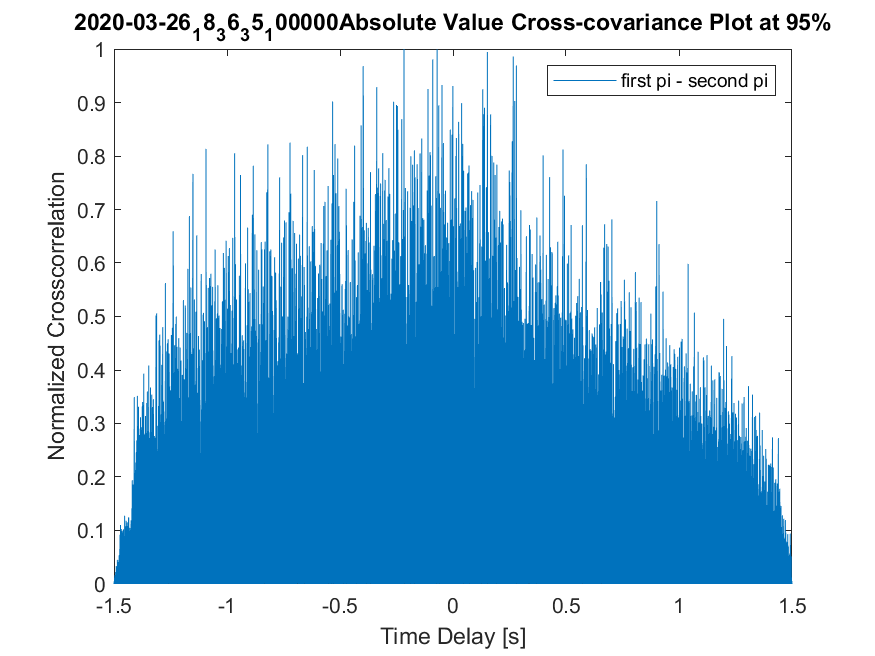 2020-03-26₁8₃6₃5₁00000Absolute Value Cross-covariance Plot at 95%
first pi - second pi
1
0.9
0.8
0.7
0.6
0.5
0.4
0.3
0.2
0.1
0
Normalized Crosscorrelation
-1.5 -1 -0.5 0 0.5 1 1.5
Time Delay [s]